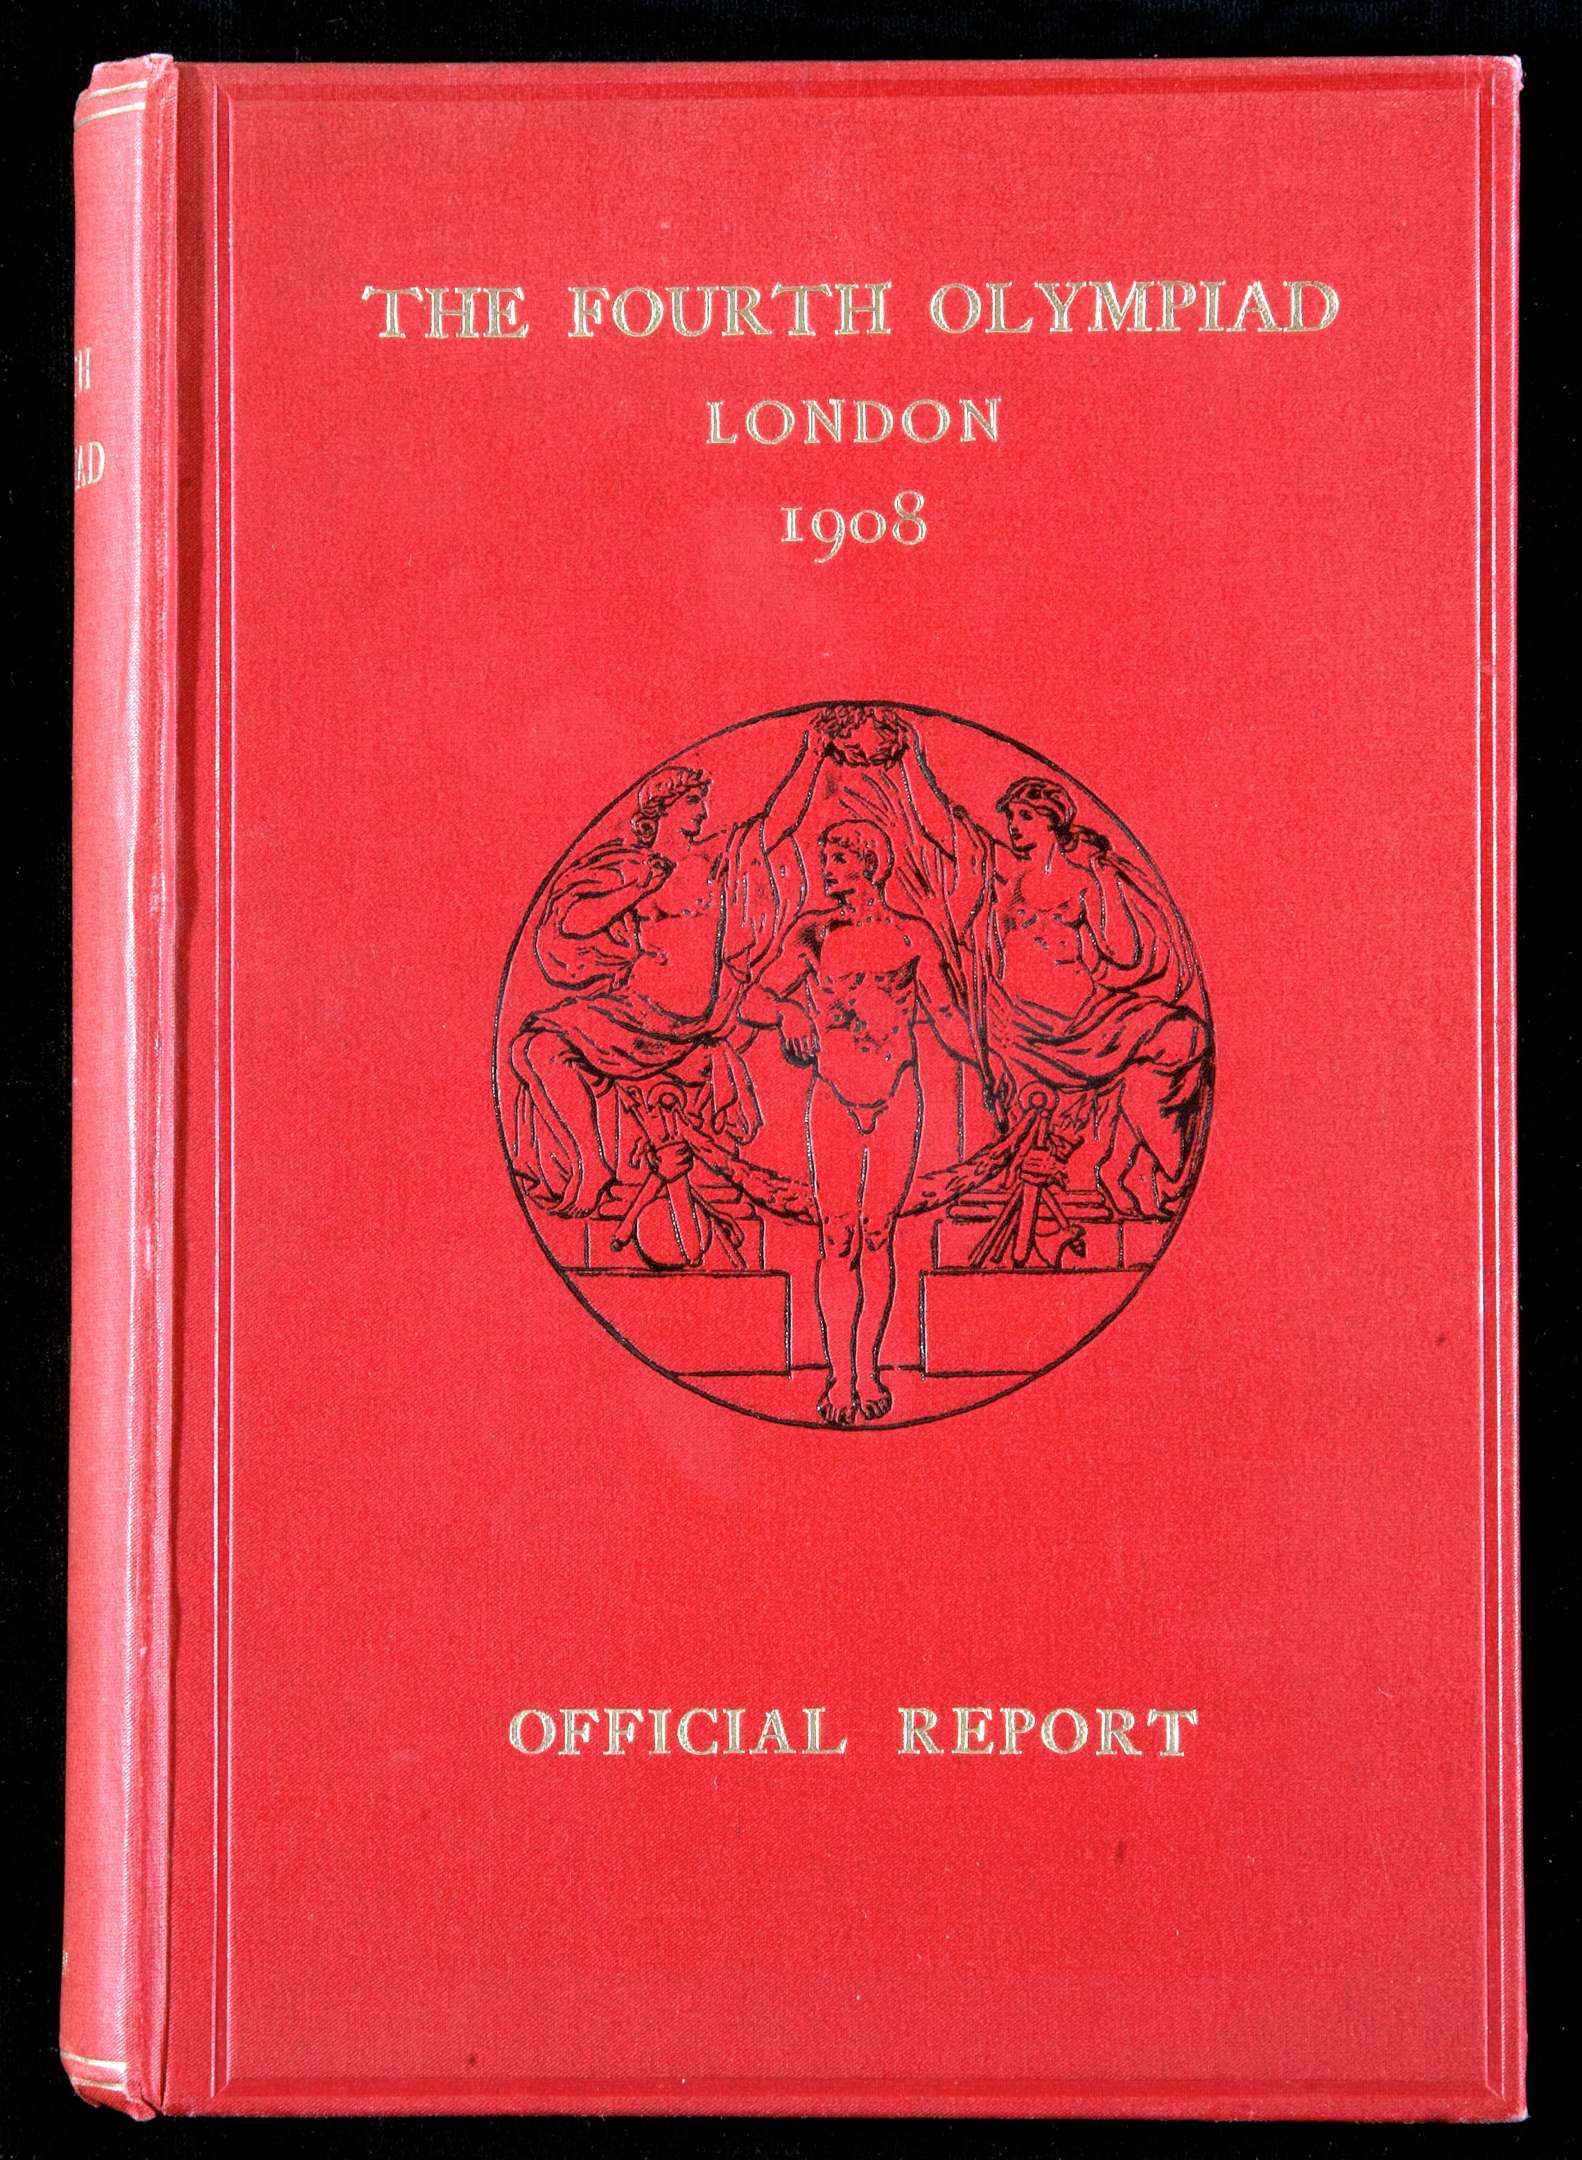 THE FOURTH OLYMPIAD
LONDON
1908
OFFICIAL REPORT